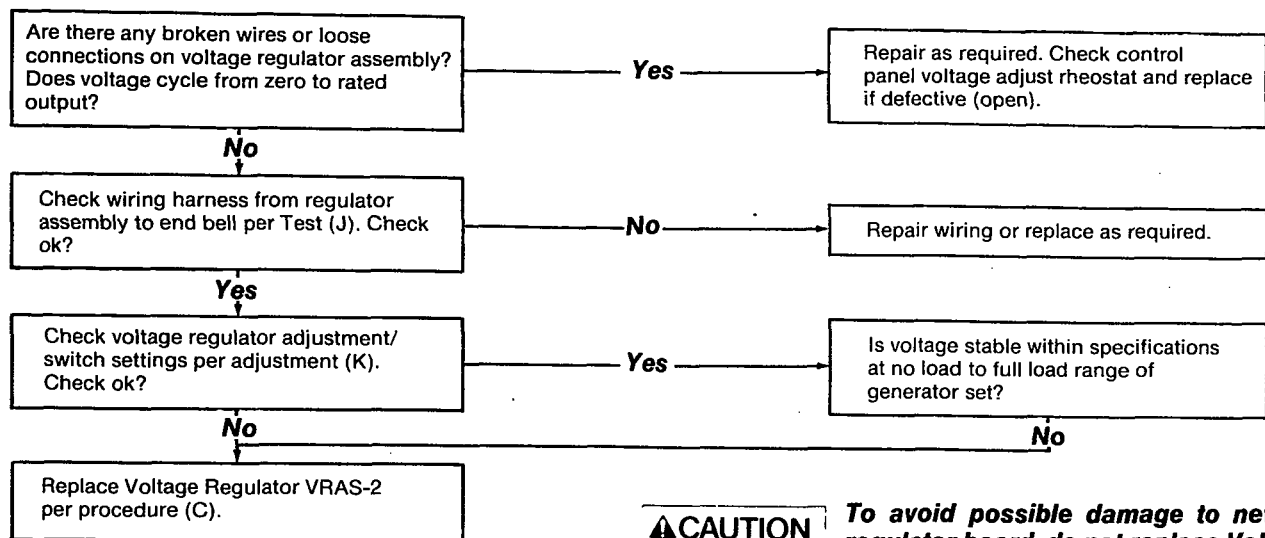 Are there any broken wires or loose
connections on voltage regulator assembly?
Does voltage cycle from zero to rated
output?
Yes
Repair as required. Check control
panel voltage adjust rheostat and replace
if defective (open).
No
Check wiring harness from regulator
assembly to end bell per Test (J). Check
ok?
No
Repair wiring or replace as required.
Yes
Check voltage regulator adjustment/
switch settings per adjustment (K).
Check ok?
Yes
Is voltage stable within specifications
at no load to full load range of
generator set?
No
No
Replace Voltage Regulator VRAS-2
per procedure (C).
CAUTION
To avoid possible damage to
regulator board, do not replace